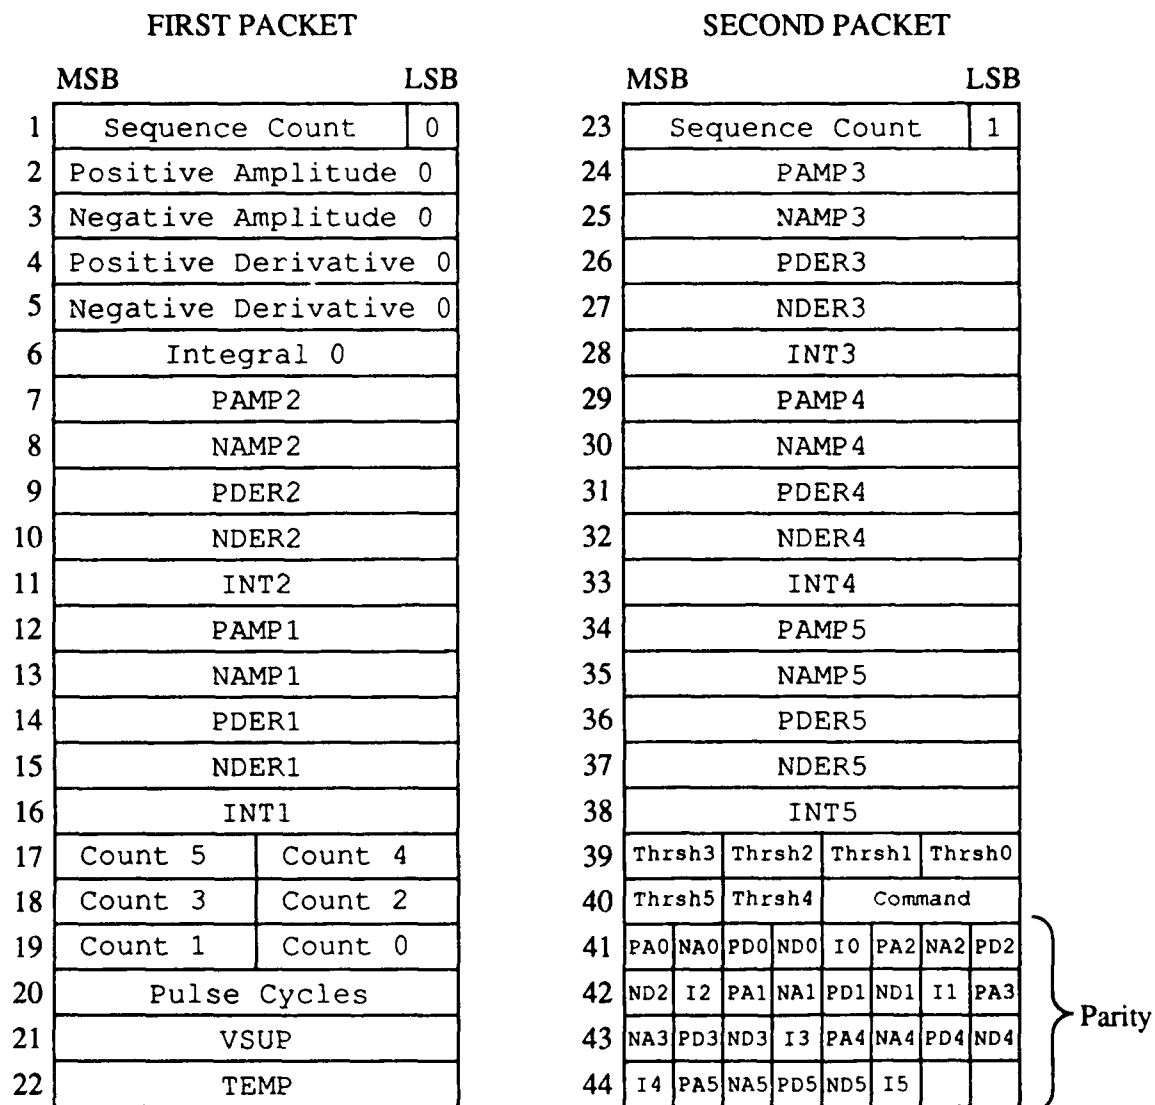 FIRST PACKET
MSB LSB
1 Sequence Count 0
2 Positive Amplitude 0
3 Negative Amplitude 0
4 Positive Derivative 0
5 Negative Derivative 0
6 Integral 0
7 PAMP2
8 NAMP2
9 PDER2
10 NDER2
11 INT2
12 PAMP1
13 NAMP1
14 PDER1
15 NDER1
16 INT1
17 Count 5 Count 4
18 Count 3 Count 2
19 Count 1 Count 0
20 Pulse Cycles
21 VSUP
22 TEMP
SECOND PACKET
MSB LSB
23 Sequence Count 1
24 PAMP3
25 NAMP3
26 PDER3
27 NDER3
28 INT3
29 PAMP4
30 NAMP4
31 PDER4
32 NDER4
33 INT4
34 PAMP5
35 NAMP5
36 PDER5
37 NDER5
38 INT5
39 Thrsh3 Thrsh2 Thrsh1 Thrsh0
40 Thrsh5 Thrsh4 Command
41 PA0 NA0 PD0 ND0 I0 PA2 NA2 PD2
42 ND2 I2 PA1 NA1 PD1 ND1 I1 PA3
43 NA3 PD3 ND3 I3 PA4 NA4 PD4 ND4
44 I4 PA5 NA5 PD5 ND5 I5
Parity